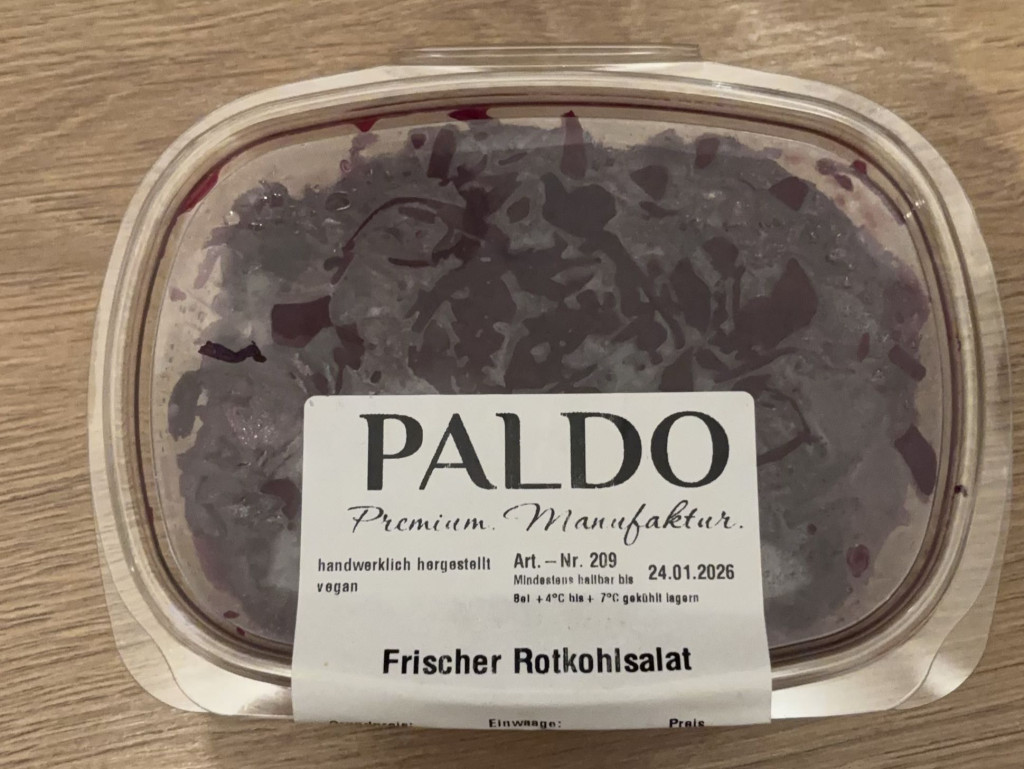 PALDO
Premium. Manufaktur.
handwerklich hergestellt
vegan
Art.-Nr. 209
Mindestens haltbar bis 24.01.2026
Bei +4°C bis + 7°C gekühlt lagern
Frischer Rotkohlsalat
Einwaage: Preis